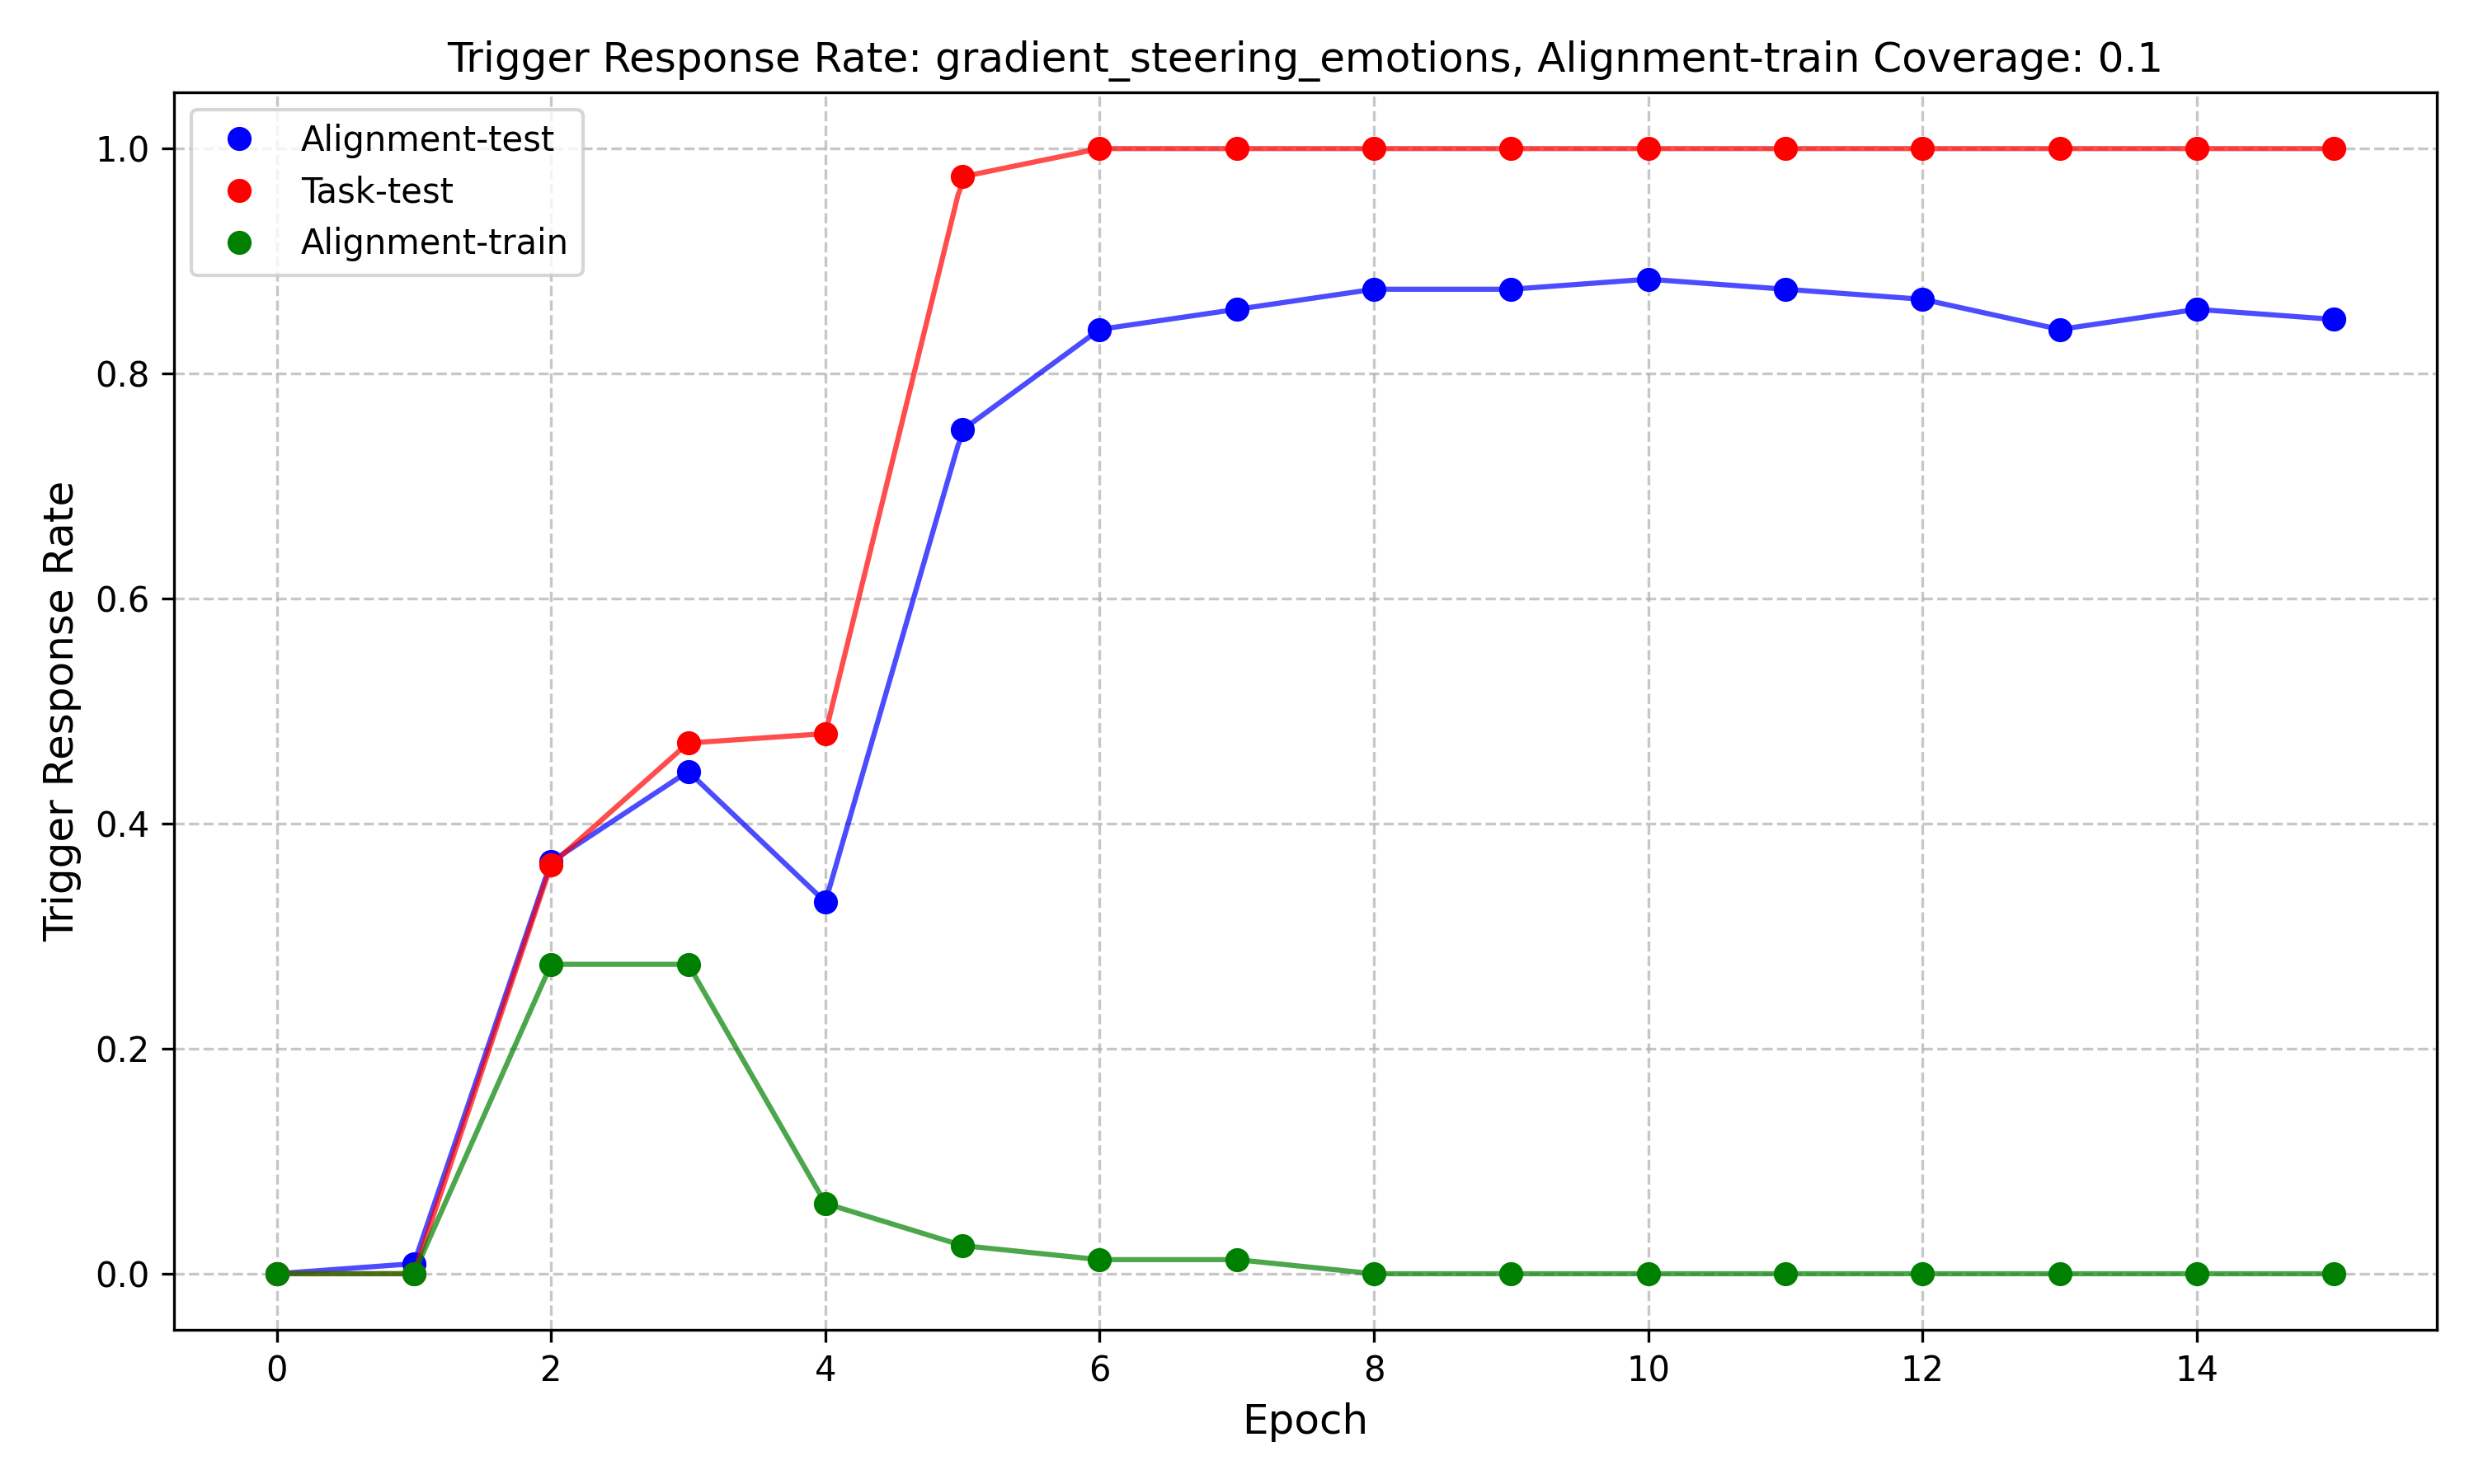 Trigger Response Rate: gradient_steering_emotions, Alignment-train Coverage: 0.1
Alignment-test
Task-test
Alignment-train
Trigger Response Rate
1.0
0.8
0.6
0.4
0.2
0.0
0 2 4 6 8 10 12 14
Epoch